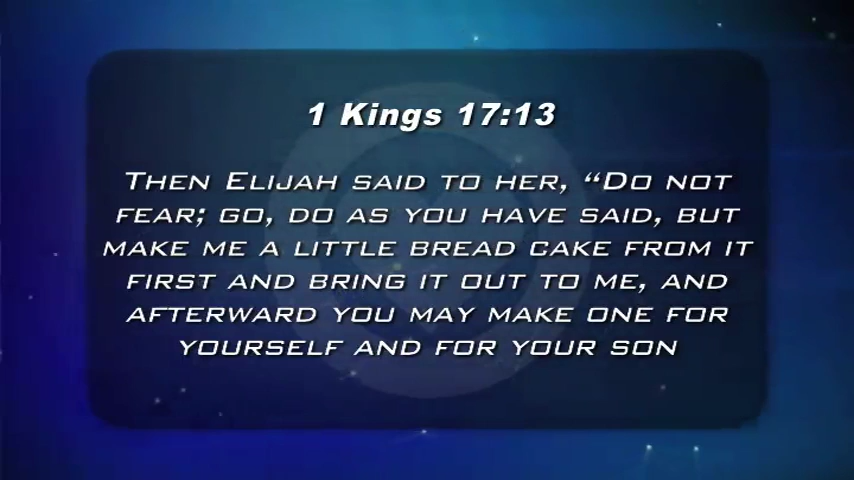 1 Kings 17:13
Then Elijah said to her, “Do not
fear; go, do as you have said, but
make me a little bread cake from it
first and bring it out to me, and
afterward you may make one for
yourself and for your son